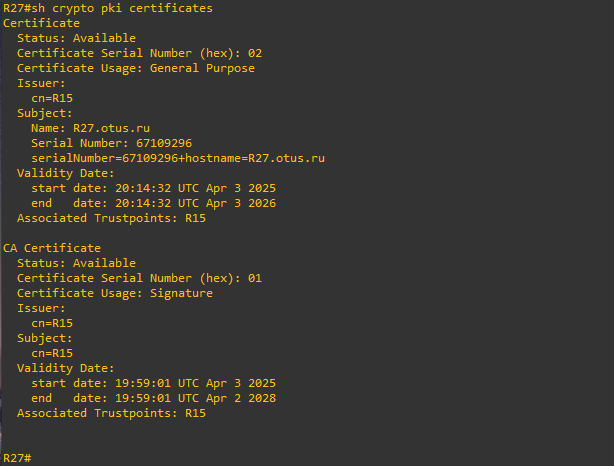 R27#sh crypto pki certificates
Certificate
  Status: Available
  Certificate Serial Number (hex): 02
  Certificate Usage: General Purpose
  Issuer:
    cn=R15
  Subject:
    Name: R27.otus.ru
    Serial Number: 67109296
    serialNumber=67109296+hostname=R27.otus.ru
  Validity Date:
    start date: 20:14:32 UTC Apr 3 2025
    end   date: 20:14:32 UTC Apr 3 2026
  Associated Trustpoints: R15

CA Certificate
  Status: Available
  Certificate Serial Number (hex): 01
  Certificate Usage: Signature
  Issuer:
    cn=R15
  Subject:
    cn=R15
  Validity Date:
    start date: 19:59:01 UTC Apr 3 2025
    end   date: 19:59:01 UTC Apr 2 2028
  Associated Trustpoints: R15

R27#